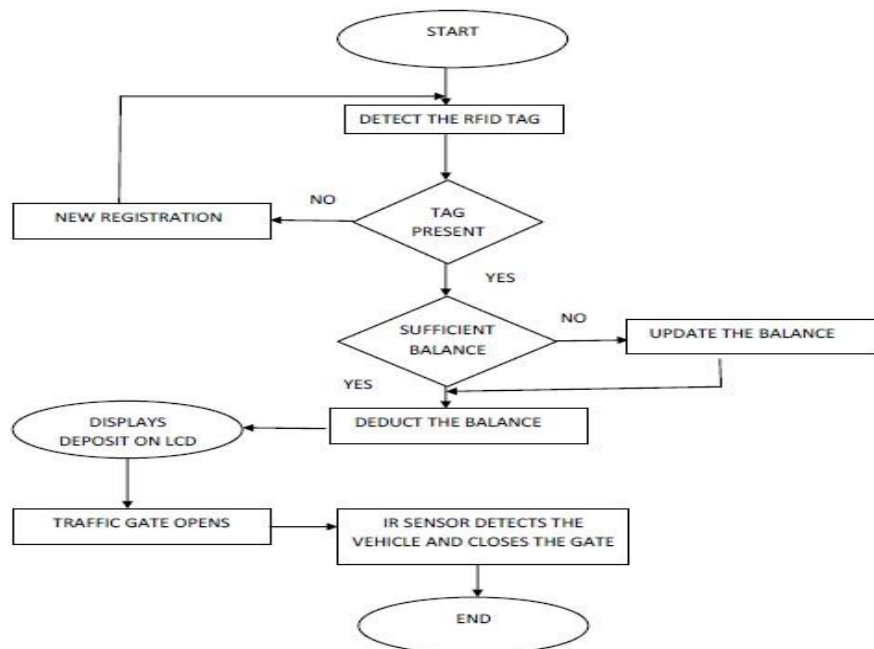 START
DETECT THE RFID TAG
NO
NEW REGISTRATION
TAG
PRESENT
YES
SUFFICIENT
BALANCE
NO
UPDATE THE BALANCE
YES
DISPLAYS
DEPOSIT ON LCD
DEDUCT THE BALANCE
TRAFFIC GATE OPENS
IR SENSOR DETECTS THE
VEHICLE AND CLOSES THE GATE
END